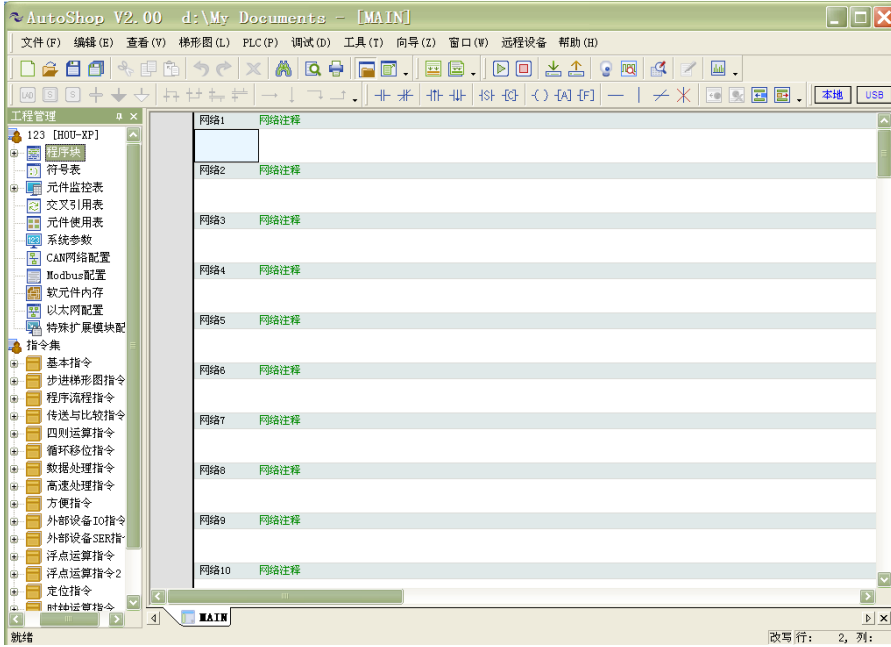 AutoShop V2.00 d:\My Documents - [MAIN]
文件(F) 编辑(E) 查看(V) 梯形图(L) PLC(P) 调试(D) 工具(T) 向导(Z) 窗口(W) 远程设备 帮助(H)
本地 USB
工程管理
123 [HOU-XP]
程序块
符号表
元件监控表
交叉引用表
元件使用表
系统参数
CAN网络配置
Modbus配置
软元件内存
以太网配置
特殊扩展模块配
指令集
基本指令
步进梯形图指令
程序流程指令
传送与比较指令
四则运算指令
循环移位指令
数据处理指令
高速处理指令
方便指令
外部设备IO指令
外部设备SER指
浮点运算指令
浮点运算指令2
定位指令
时钟运算指令
网络1 网络注释
网络2 网络注释
网络3 网络注释
网络4 网络注释
网络5 网络注释
网络6 网络注释
网络7 网络注释
网络8 网络注释
网络9 网络注释
网络10 网络注释
MAIN
就绪
改写 行: 2, 列: